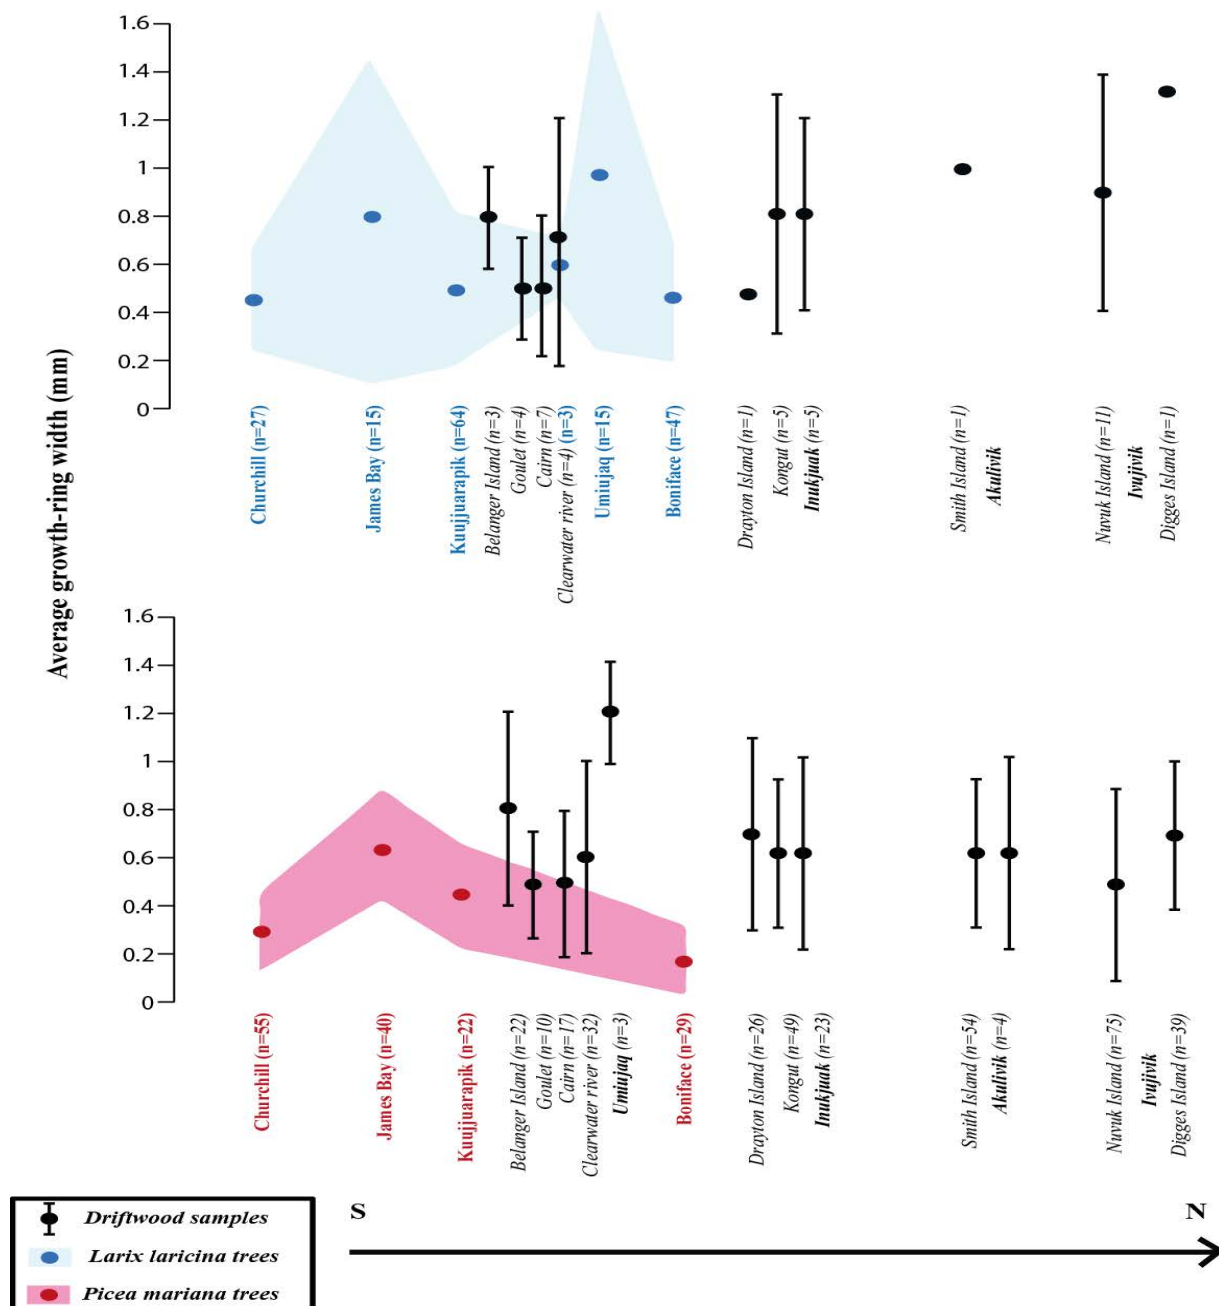 Average growth-ring width (mm)
1.6
1.4
1.2
1
0.8
0.6
0.4
0.2
0
Churchill (n=27)
James Bay (n=15)
Kuujjuarapik (n=64)
Belanger Island (n=3)
Goulet (n=4)
Cairn (n=7)
Clearwater river (n=4) (n=3)
Umiujaq (n=15)
Boniface (n=47)
Drayton Island (n=1)
Kongut (n=5)
Inukjuak (n=5)
Smith Island (n=1)
Akulivik
Nuvuk Island (n=11)
Ivujivik
Digges Island (n=1)
1.6
1.4
1.2
1
0.8
0.6
0.4
0.2
0
Churchill (n=55)
James Bay (n=40)
Kuujjuarapik (n=22)
Belanger Island (n=22)
Goulet (n=10)
Cairn (n=17)
Clearwater river (n=32)
Umiujaq (n=3)
Boniface (n=29)
Drayton Island (n=26)
Kongut (n=49)
Inukjuak (n=23)
Smith Island (n=54)
Akulivik (n=4)
Nuvuk Island (n=75)
Ivujivik
Digges Island (n=39)
Driftwood samples
Larix laricina trees
Picea mariana trees
S
N